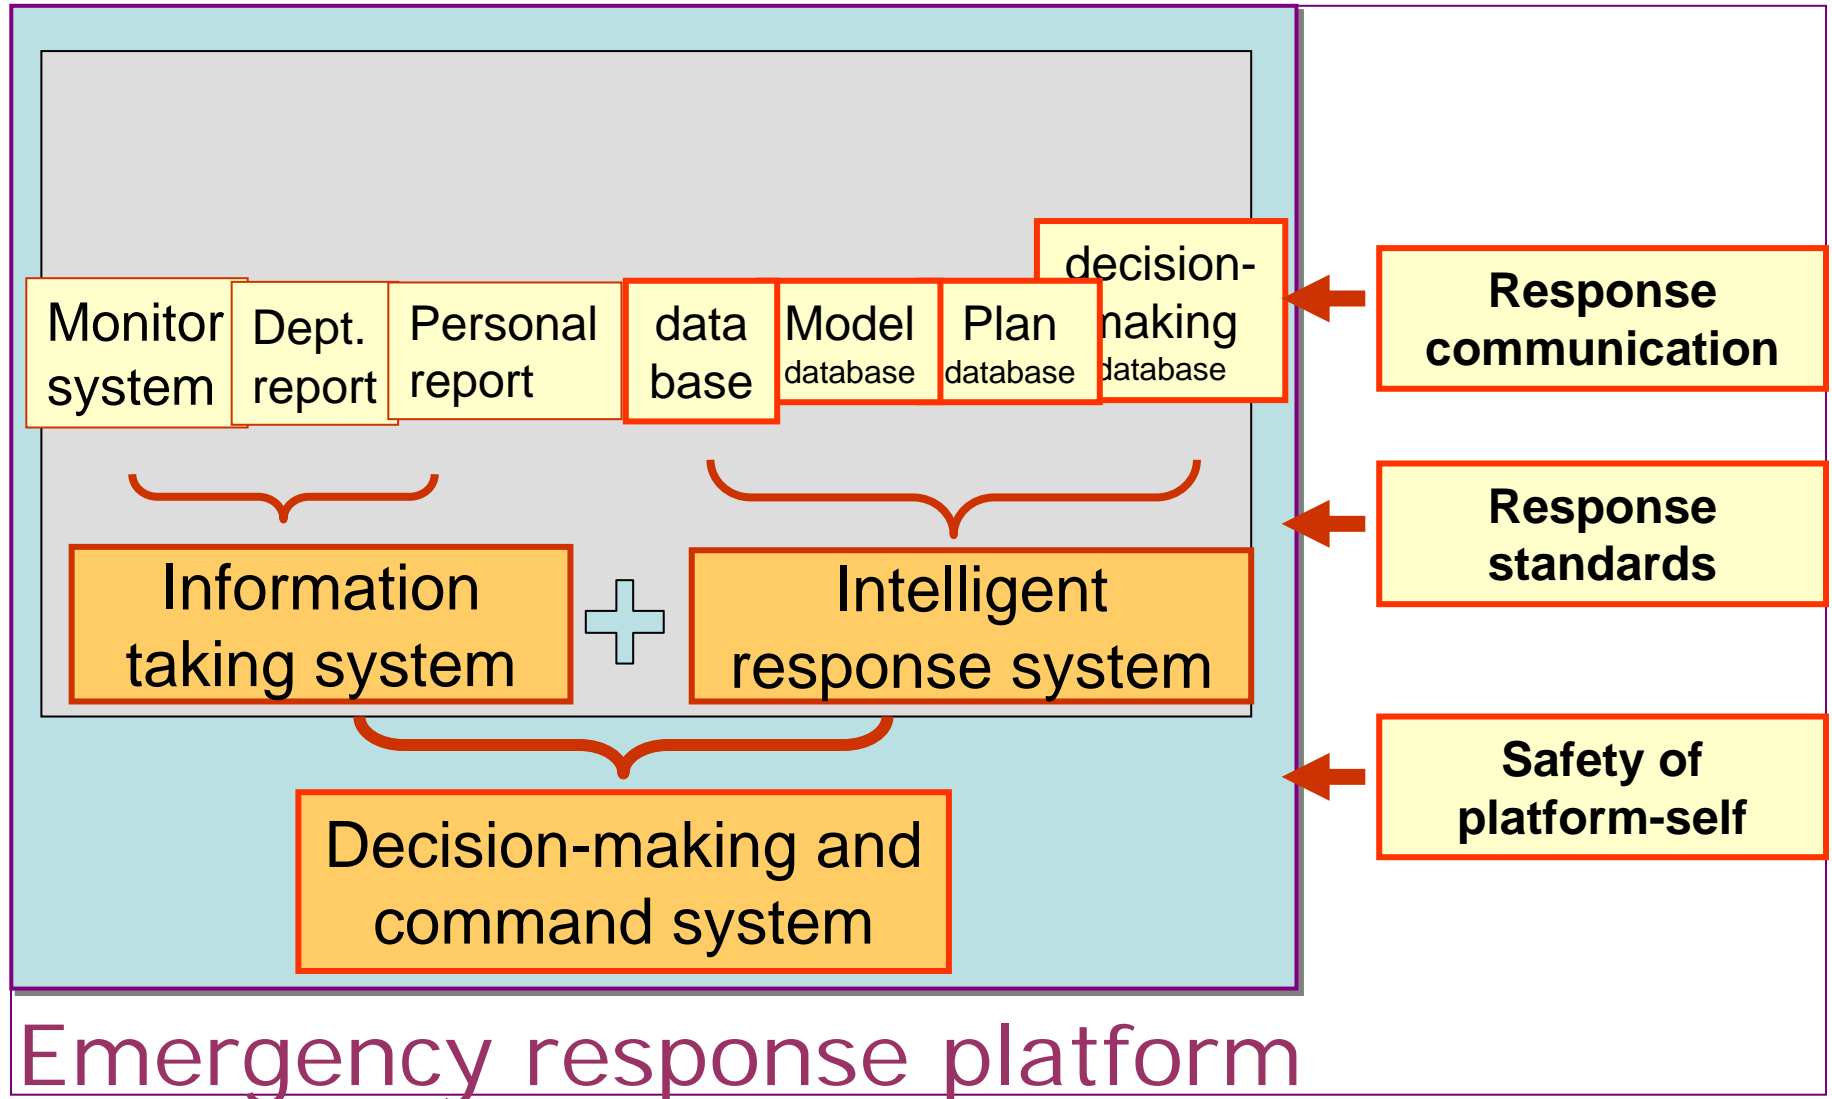 Monitor
system
Dept.
report
Personal
report
data
base
Model
database
Plan
database
decision-
making
database
Response
communication
Response
standards
Safety of
platform-self
Information
taking system
Intelligent
response system
Decision-making and
command system
Emergency response platform